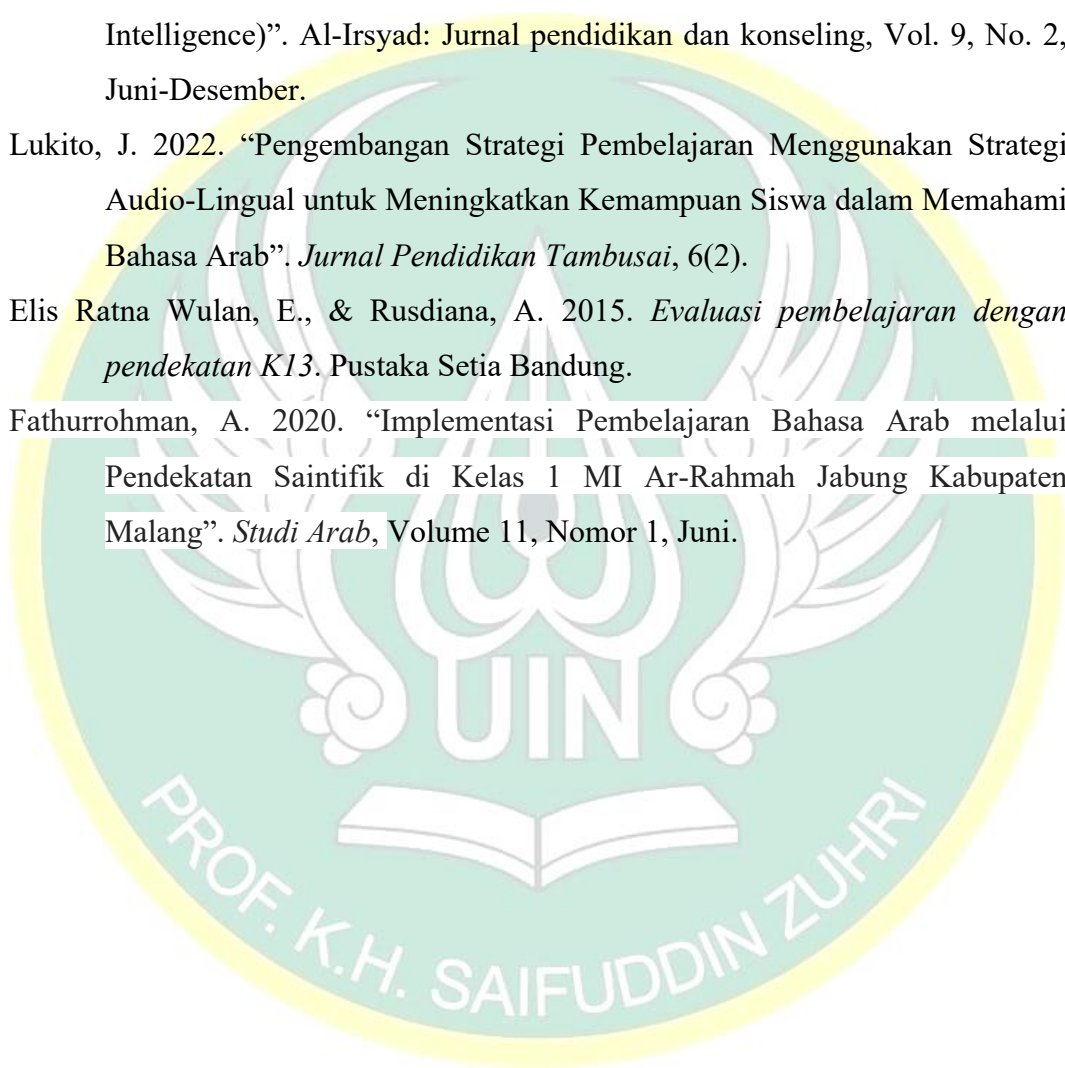 Intelligence)”. Al-Irsyad: Jurnal pendidikan dan konseling, Vol. 9, No. 2,
Juni-Desember.
Lukito, J. 2022. “Pengembangan Strategi Pembelajaran Menggunakan Strategi
Audio-Lingual untuk Meningkatkan Kemampuan Siswa dalam Memahami
Bahasa Arab”. Jurnal Pendidikan Tambusai, 6(2).
Elis Ratna Wulan, E., & Rusdiana, A. 2015. Evaluasi pembelajaran dengan
pendekatan K13. Pustaka Setia Bandung.
Fathurrohman, A. 2020. “Implementasi Pembelajaran Bahasa Arab melalui
Pendekatan Saintifik di Kelas 1 MI Ar-Rahmah Jabung Kabupaten
Malang”. Studi Arab, Volume 11, Nomor 1, Juni.
UIN
PROF. K.H. SAIFUDDIN ZUHRI